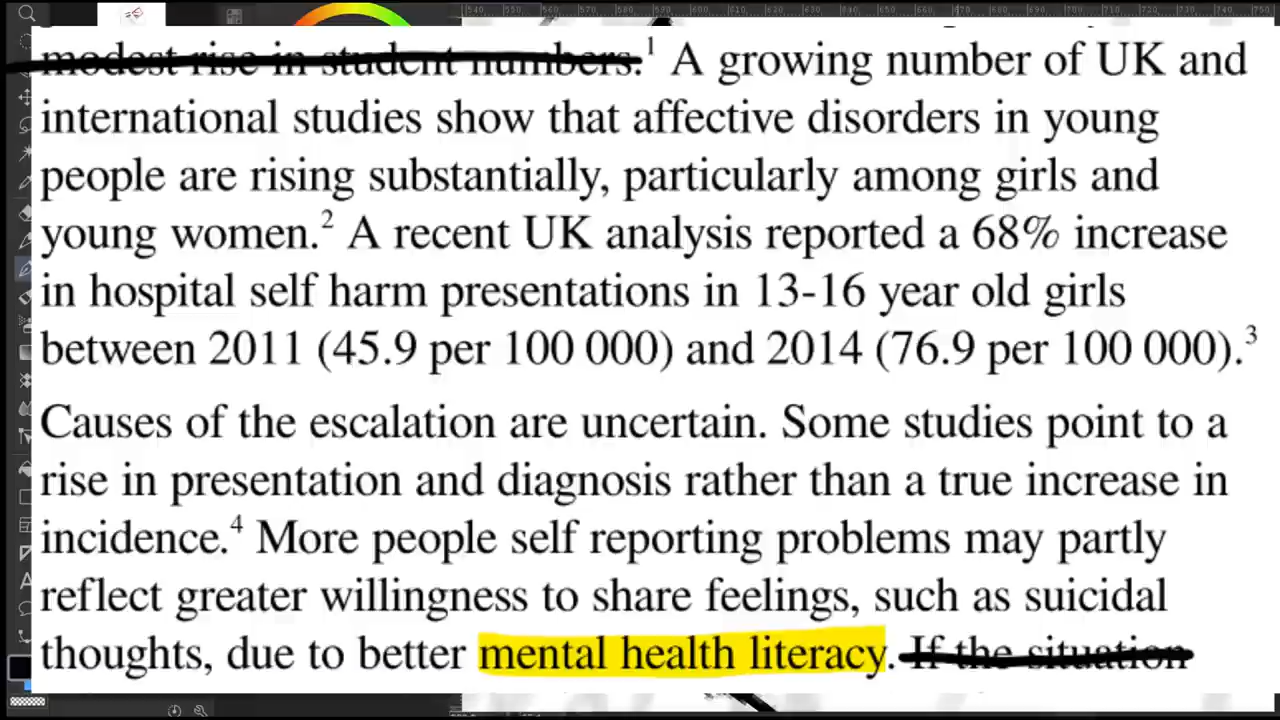 modest rise in student numbers.1 A growing number of UK and
international studies show that affective disorders in young
people are rising substantially, particularly among girls and
young women.2 A recent UK analysis reported a 68% increase
in hospital self harm presentations in 13-16 year old girls
between 2011 (45.9 per 100 000) and 2014 (76.9 per 100 000).3
Causes of the escalation are uncertain. Some studies point to a
rise in presentation and diagnosis rather than a true increase in
incidence.4 More people self reporting problems may partly
reflect greater willingness to share feelings, such as suicidal
thoughts, due to better mental health literacy. If the situation